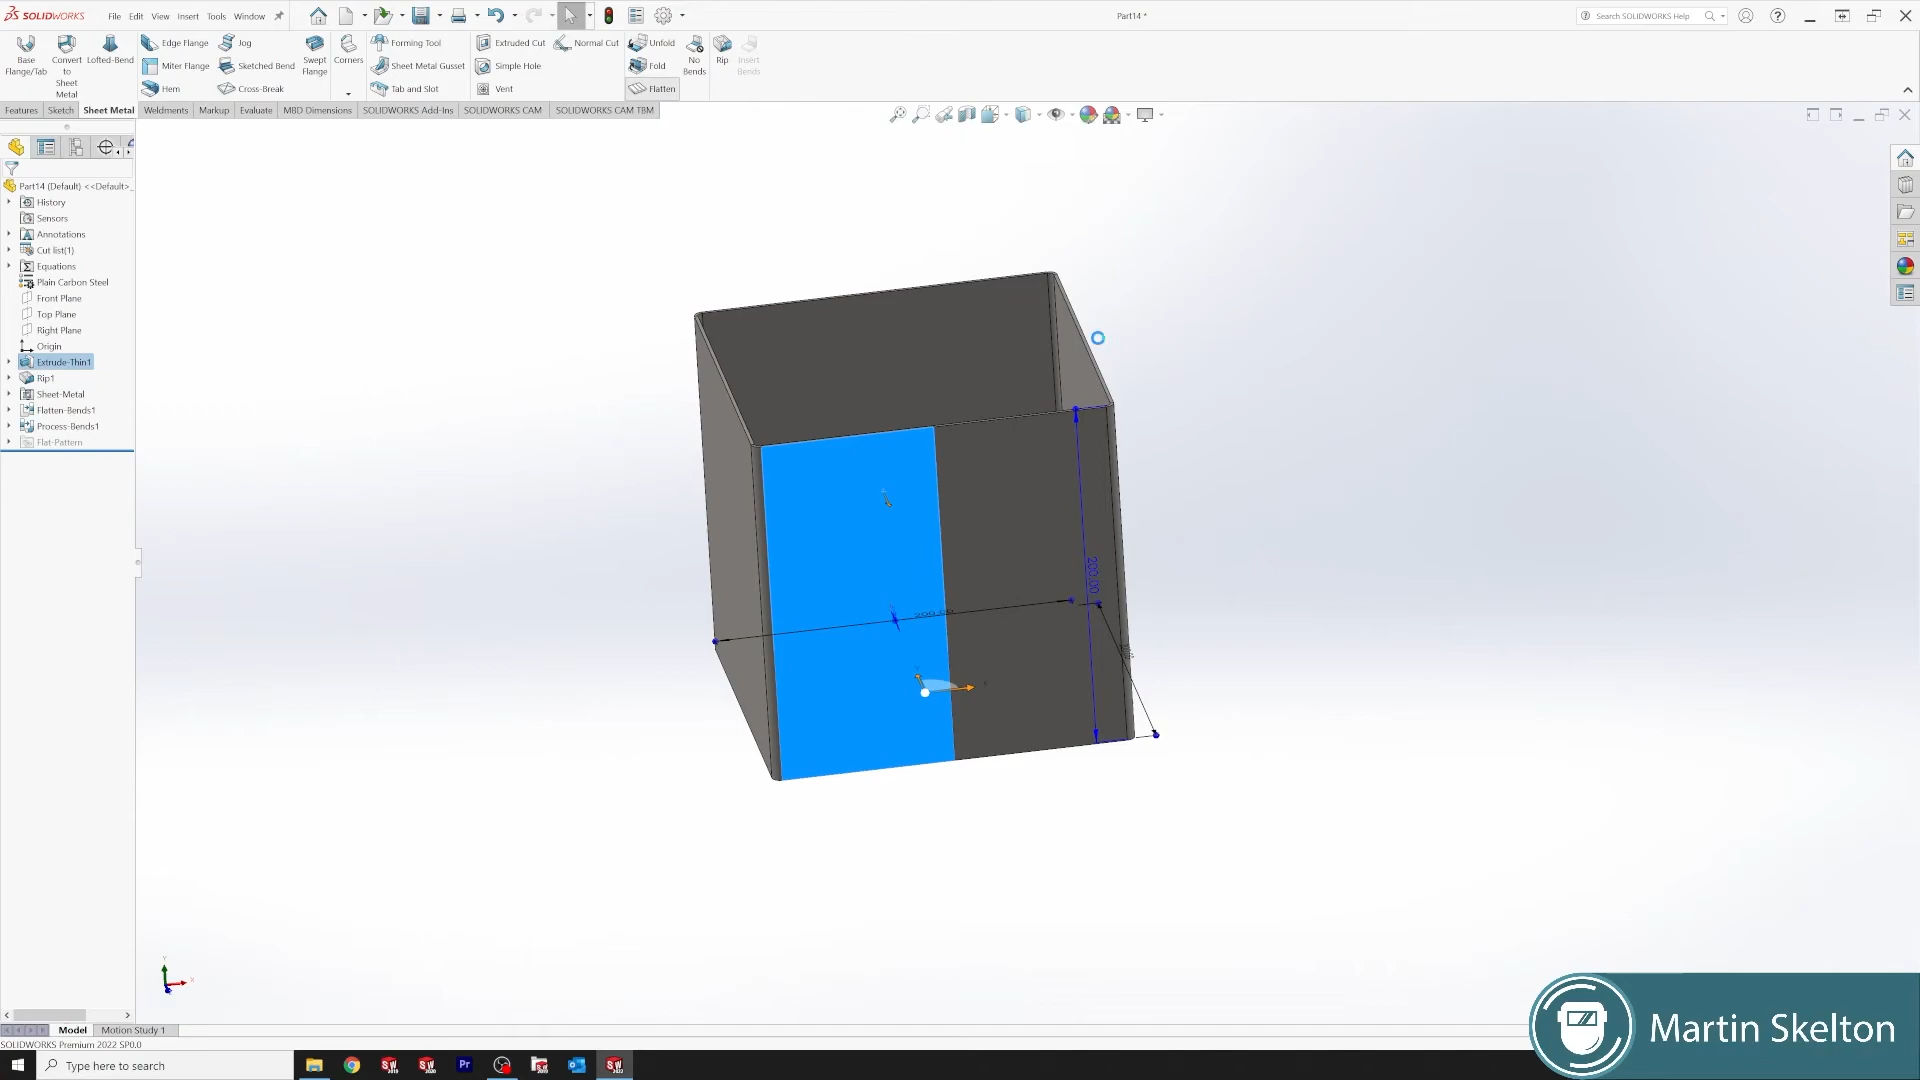 SOLIDWORKS
File Edit View Insert Tools Window
Part14 *
Search SOLIDWORKS Help
Base Flange/Tab
Convert to Sheet Metal
Lofted-Bend
Edge Flange
Miter Flange
Hem
Jog
Sketched Bend
Cross-Break
Swept Flange
Corners
Forming Tool
Sheet Metal Gusset
Tab and Slot
Extruded Cut
Simple Hole
Vent
Normal Cut
Unfold
Fold
Flatten
No Bends
Rip
Insert Bends
Features Sketch Sheet Metal Weldments Markup Evaluate MBD Dimensions SOLIDWORKS Add-Ins SOLIDWORKS CAM SOLIDWORKS CAM TBM
Part14 (Default) <<Default>_
History
Sensors
Annotations
Cut list(1)
Equations
Plain Carbon Steel
Front Plane
Top Plane
Right Plane
Origin
Extrude-Thin1
Rip1
Sheet-Metal
Flatten-Bends1
Process-Bends1
Flat-Pattern
200.00
200.00
Model Motion Study 1
SOLIDWORKS Premium 2022 SP0.0
Type here to search
Martin Skelton